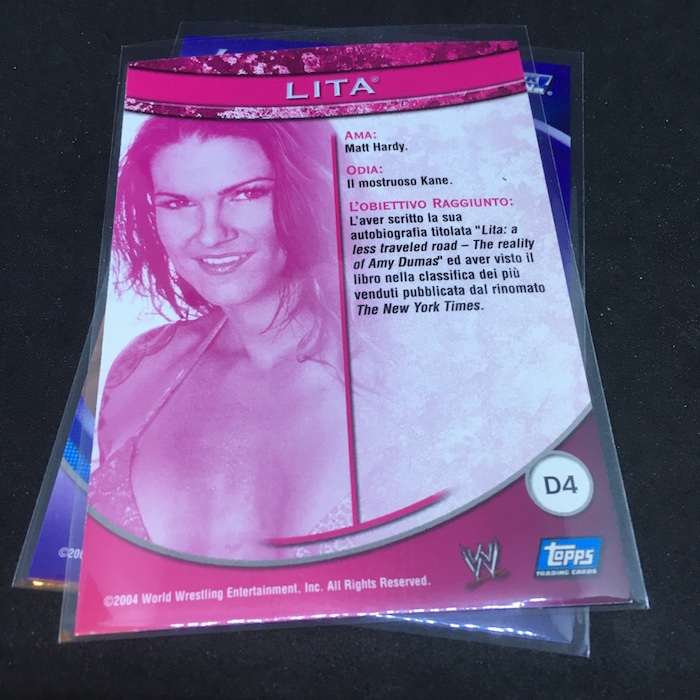 LITA®
AMA:
Matt Hardy.
ODIA:
Il mostruoso Kane.
L'OBIETTIVO RAGGIUNTO:
L'aver scritto la sua
autobiografia titolata "Lita: a
less traveled road – The reality
of Amy Dumas" ed aver visto il
libro nella classifica dei più
venduti pubblicata dal rinomato
The New York Times.
D4
W
topps
TRADING CARDS
©2004 World Wrestling Entertainment, Inc. All Rights Reserved.
©200